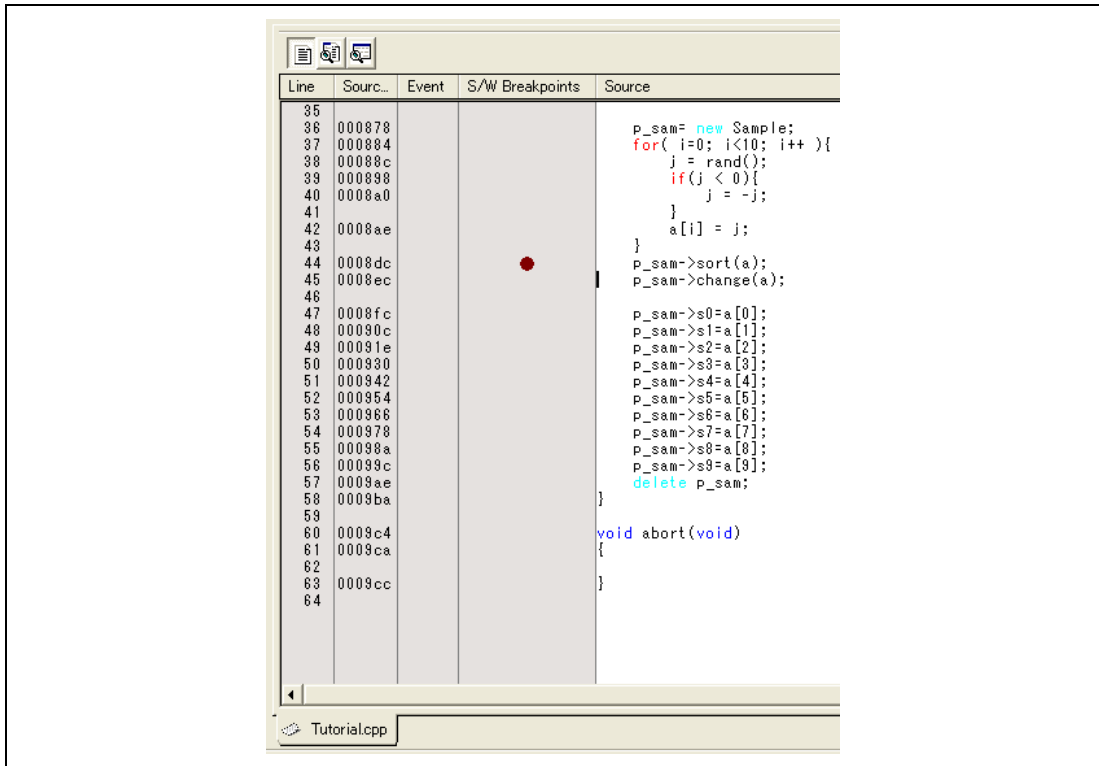 Line Sourc... Event S/W Breakpoints Source
35
36 000878 p_sam= new Sample;
37 000884 for( i=0; i<10; i++ ){
38 00088c j = rand();
39 000898 if(j < 0){
40 0008a0 j = -j;
41 }
42 0008ae a[i] = j;
43 }
44 0008dc p_sam->sort(a);
45 0008ec p_sam->change(a);
46
47 0008fc p_sam->s0=a[0];
48 00090c p_sam->s1=a[1];
49 00091e p_sam->s2=a[2];
50 000930 p_sam->s3=a[3];
51 000942 p_sam->s4=a[4];
52 000954 p_sam->s5=a[5];
53 000966 p_sam->s6=a[6];
54 000978 p_sam->s7=a[7];
55 00098a p_sam->s8=a[8];
56 00099c p_sam->s9=a[9];
57 0009ae delete p_sam;
58 0009ba }
59
60 0009c4 void abort(void)
61 0009ca {
62
63 0009cc }
64
Tutorial.cpp